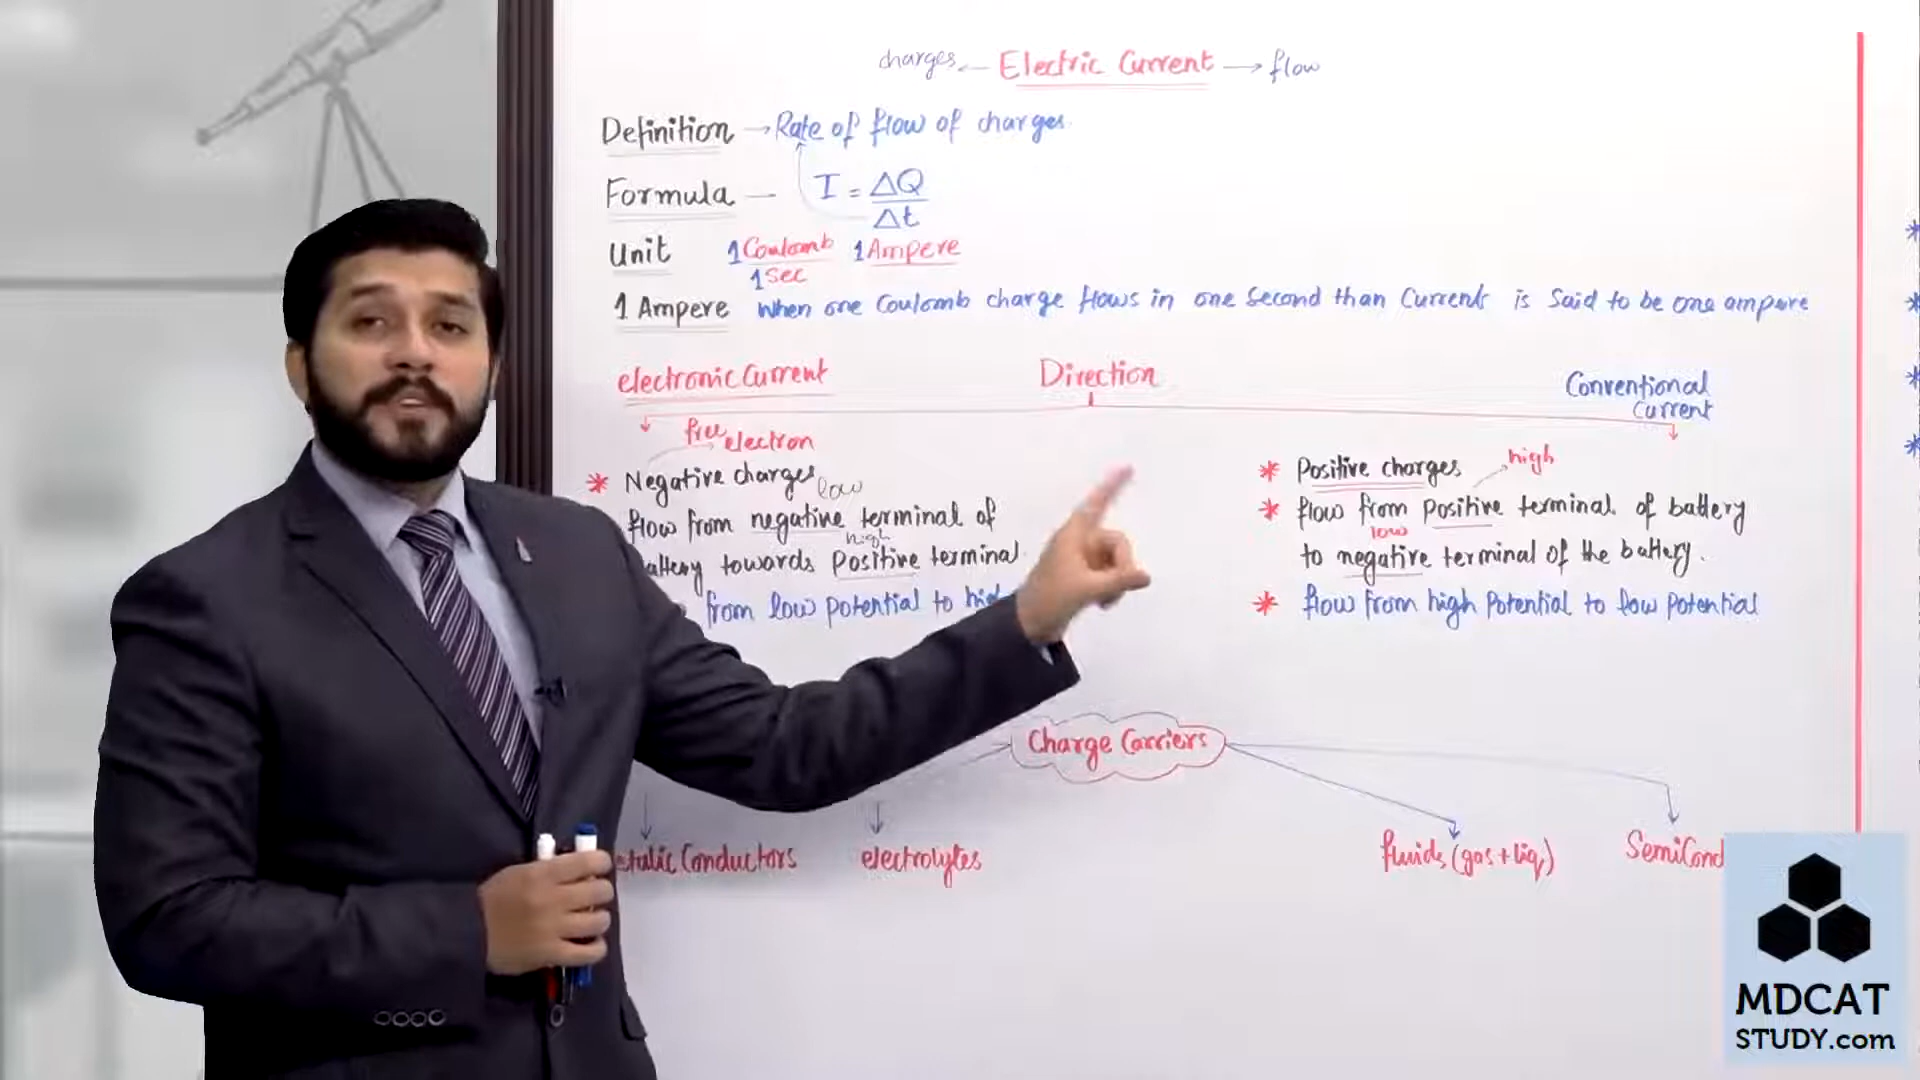 charges ← Electric Current → flow
Definition → Rate of flow of charges
Formula — I = ΔQ
Δt
Unit 1 Coulomb 1 Ampere
1 Sec
1 Ampere When one Coulomb charge flows in one Second than Current is Said to be one ampere
electronic Current
Direction
Conventional
Current
free electron
* Negative charges low
flow from negative terminal of
high
towards Positive terminal
from low potential to
high
* Positive charges
* flow from Positive terminal of battery
low
to negative terminal of the battery.
* flow from high Potential to low Potential
Charge Carriers
Conductors
electrolytes
fluids (gas + liq)
SemiCond
MDCAT
STUDY.com